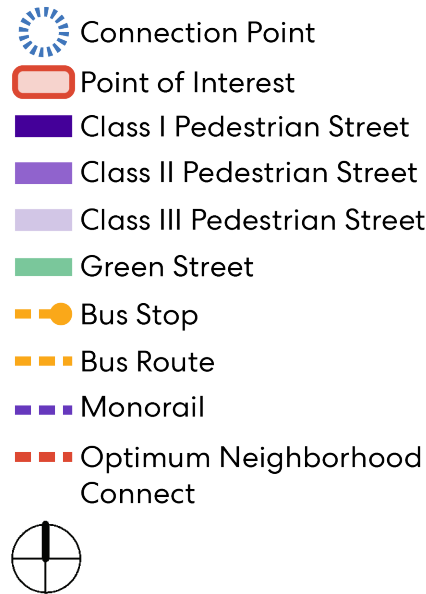 Connection Point
Point of Interest
Class I Pedestrian Street
Class II Pedestrian Street
Class III Pedestrian Street
Green Street
Bus Stop
Bus Route
Monorail
Optimum Neighborhood
Connect